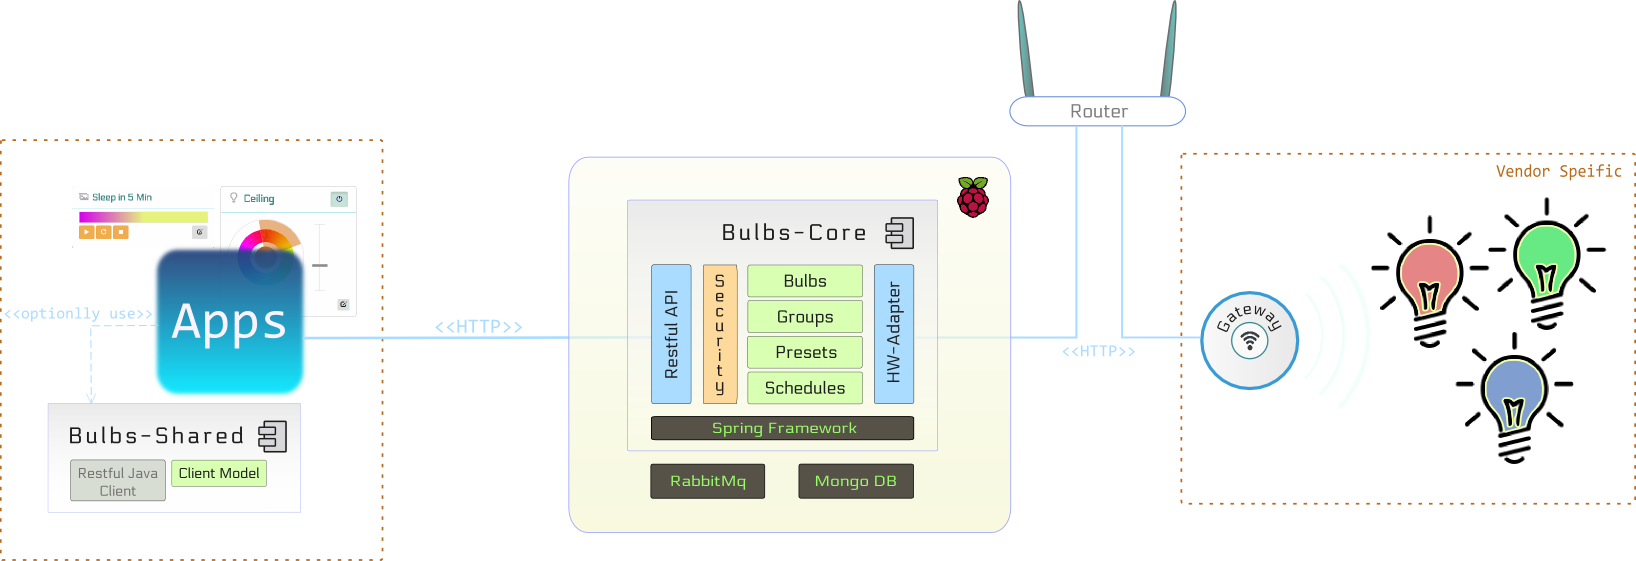 Router
Vendor Speific
Sleep in 5 Min
Ceiling
Apps
<<optionlly use>>
<<HTTP>>
Bulbs-Shared
Restful Java
Client
Client Model
Bulbs-Core
Restful API
Security
Bulbs
Groups
Presets
Schedules
HW-Adapter
Spring Framework
RabbitMq
Mongo DB
<<HTTP>>
Gateway